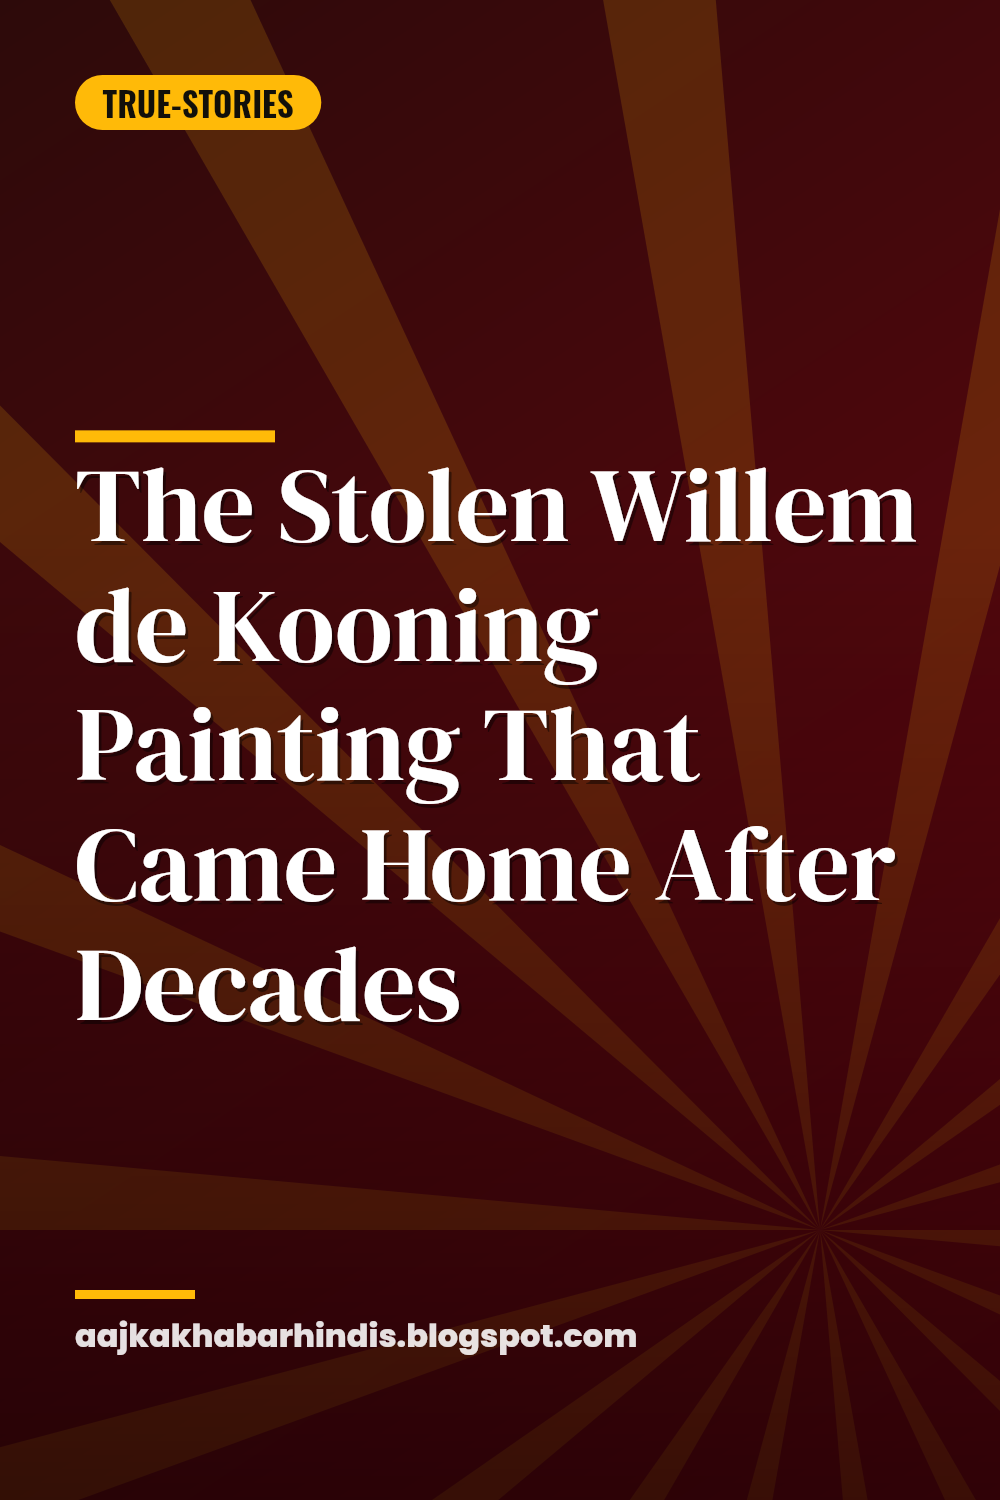 TRUE-STORIES
The Stolen Willem
de Kooning
Painting That
Came Home After
Decades
aajkakhabarhindis.blogspot.com